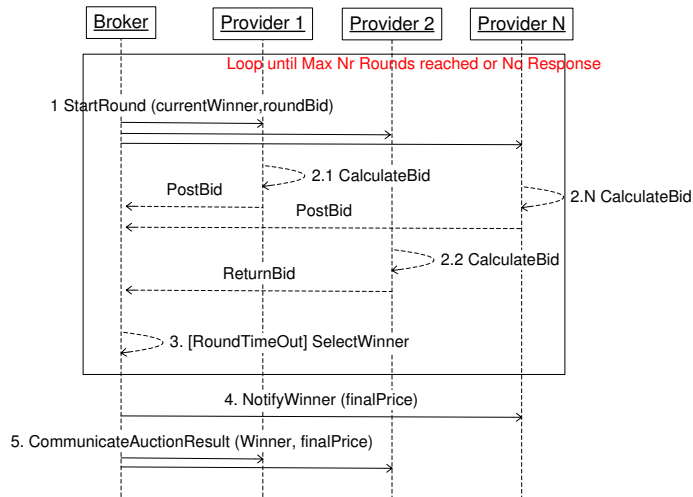 Broker
Provider 1
Provider 2
Provider N
Loop until Max Nr Rounds reached or No Response
1 StartRound (currentWinner,roundBid)
2.1 CalculateBid
PostBid
2.N CalculateBid
PostBid
2.2 CalculateBid
ReturnBid
3. [RoundTimeOut] SelectWinner
4. NotifyWinner (finalPrice)
5. CommunicateAuctionResult (Winner, finalPrice)